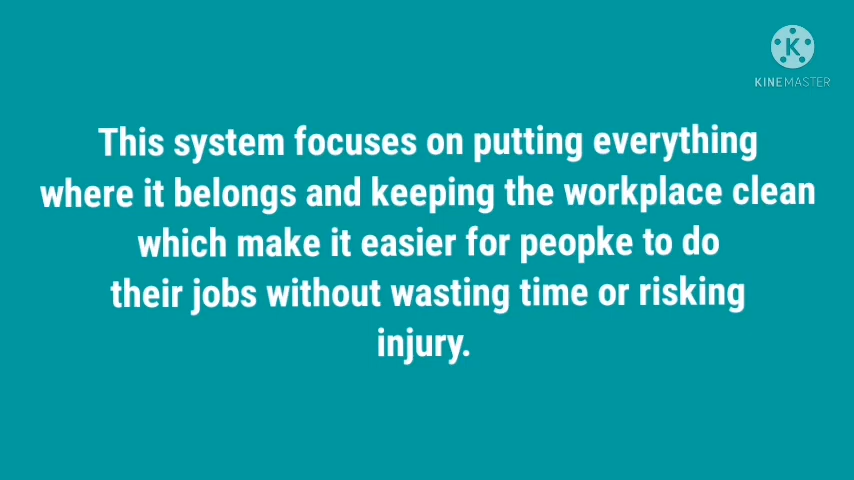 K
KINEMASTER
This system focuses on putting everything
where it belongs and keeping the workplace clean
which make it easier for peopke to do
their jobs without wasting time or risking
injury.